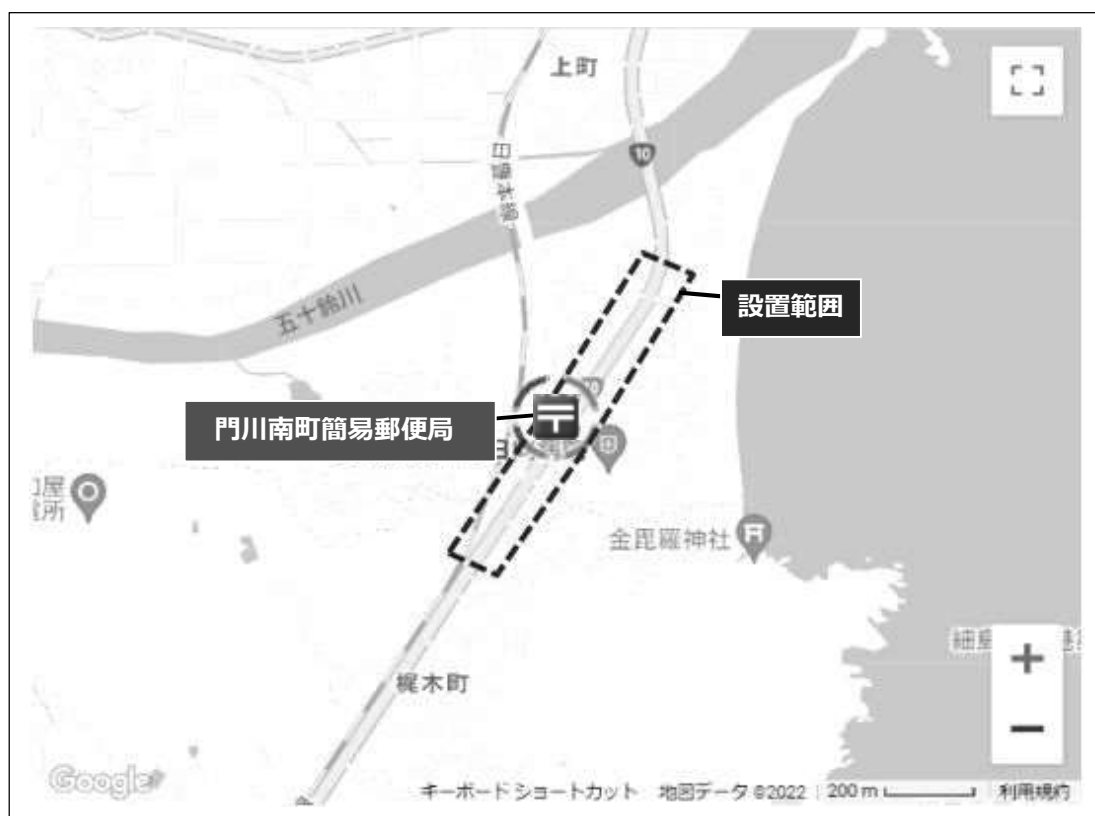 上町
10
日豊本線
設置範囲
五十鈴川
10
門川南町簡易郵便局
金毘羅神社
梶木町
Google
キーボード ショートカット 地図データ ©2022 200 m 利用規約